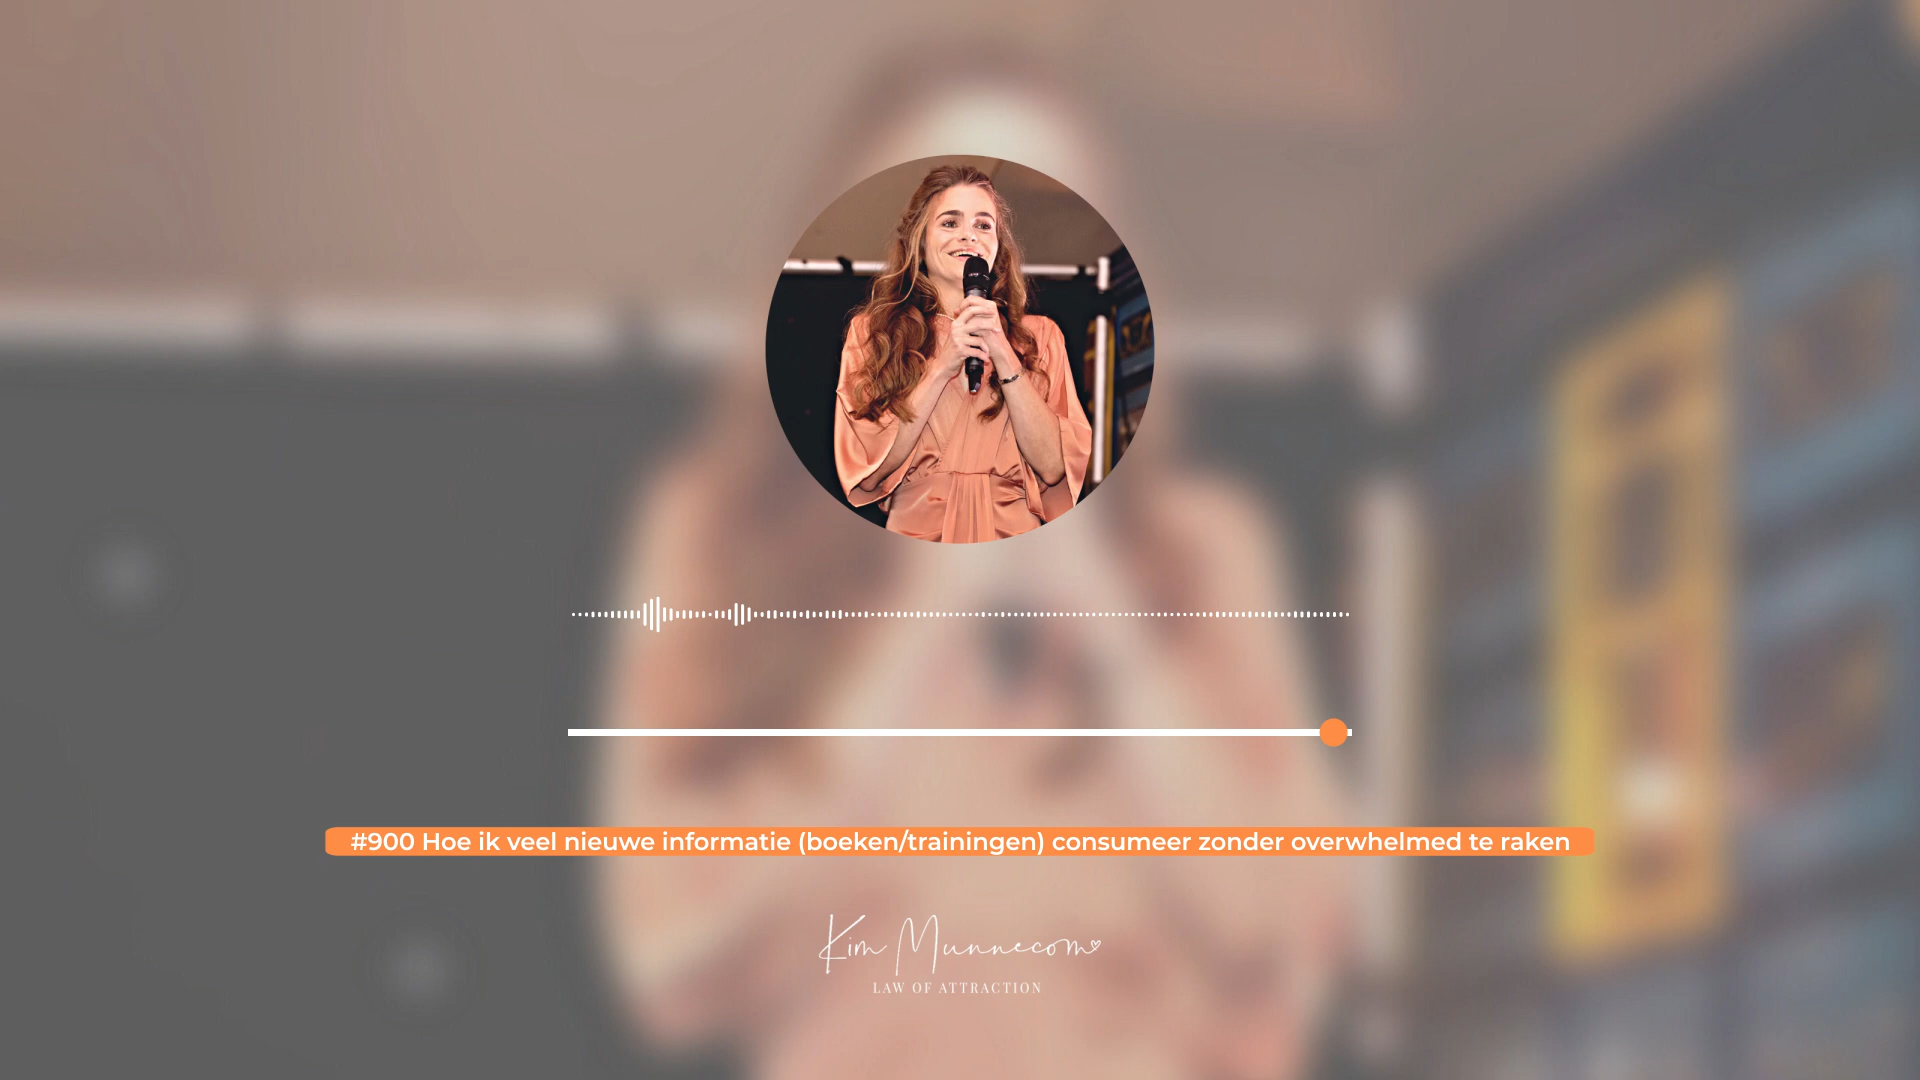 #900 Hoe ik veel nieuwe informatie (boeken/trainingen) consumeer zonder overwhelmed te raken
Kim Munnecom
LAW OF ATTRACTION